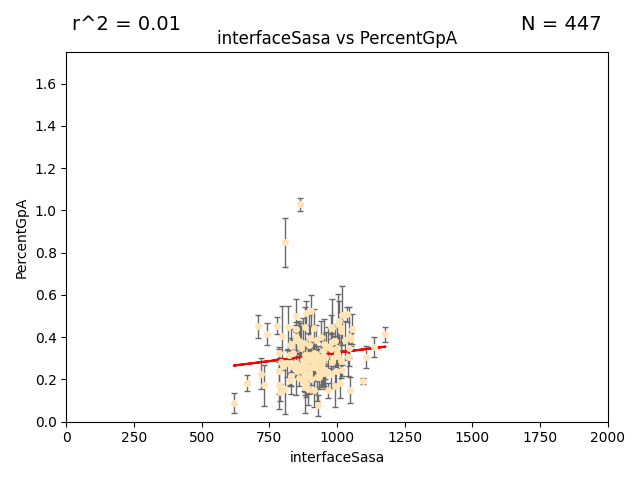 r^2 = 0.01
N = 447
interfaceSasa vs PercentGpA
PercentGpA
1.6
1.4
1.2
1.0
0.8
0.6
0.4
0.2
0.0
0 250 500 750 1000 1250 1500 1750 2000
interfaceSasa